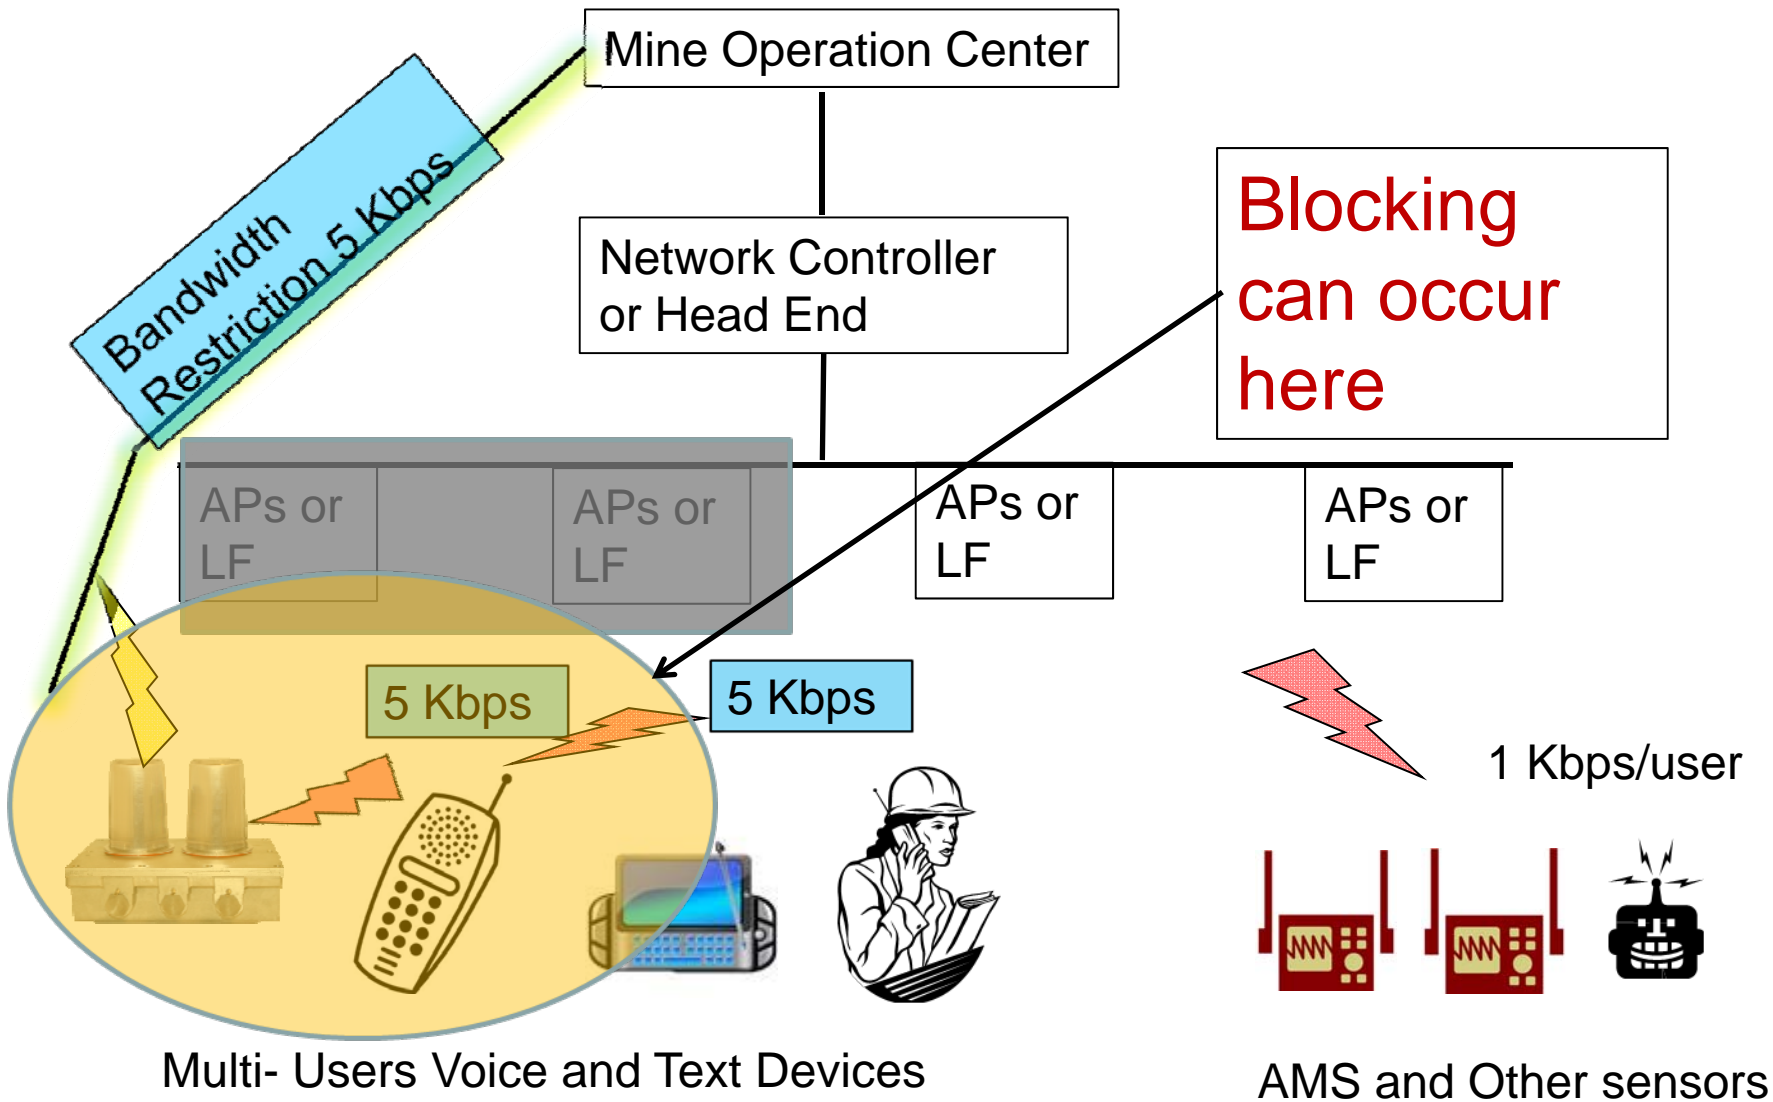 Mine Operation Center
Bandwidth
Restriction 5 Kbps
Network Controller
or Head End
Blocking
can occur
here
APs or
LF
APs or
LF
APs or
LF
APs or
LF
5 Kbps
5 Kbps
1 Kbps/user
Multi- Users Voice and Text Devices
AMS and Other sensors